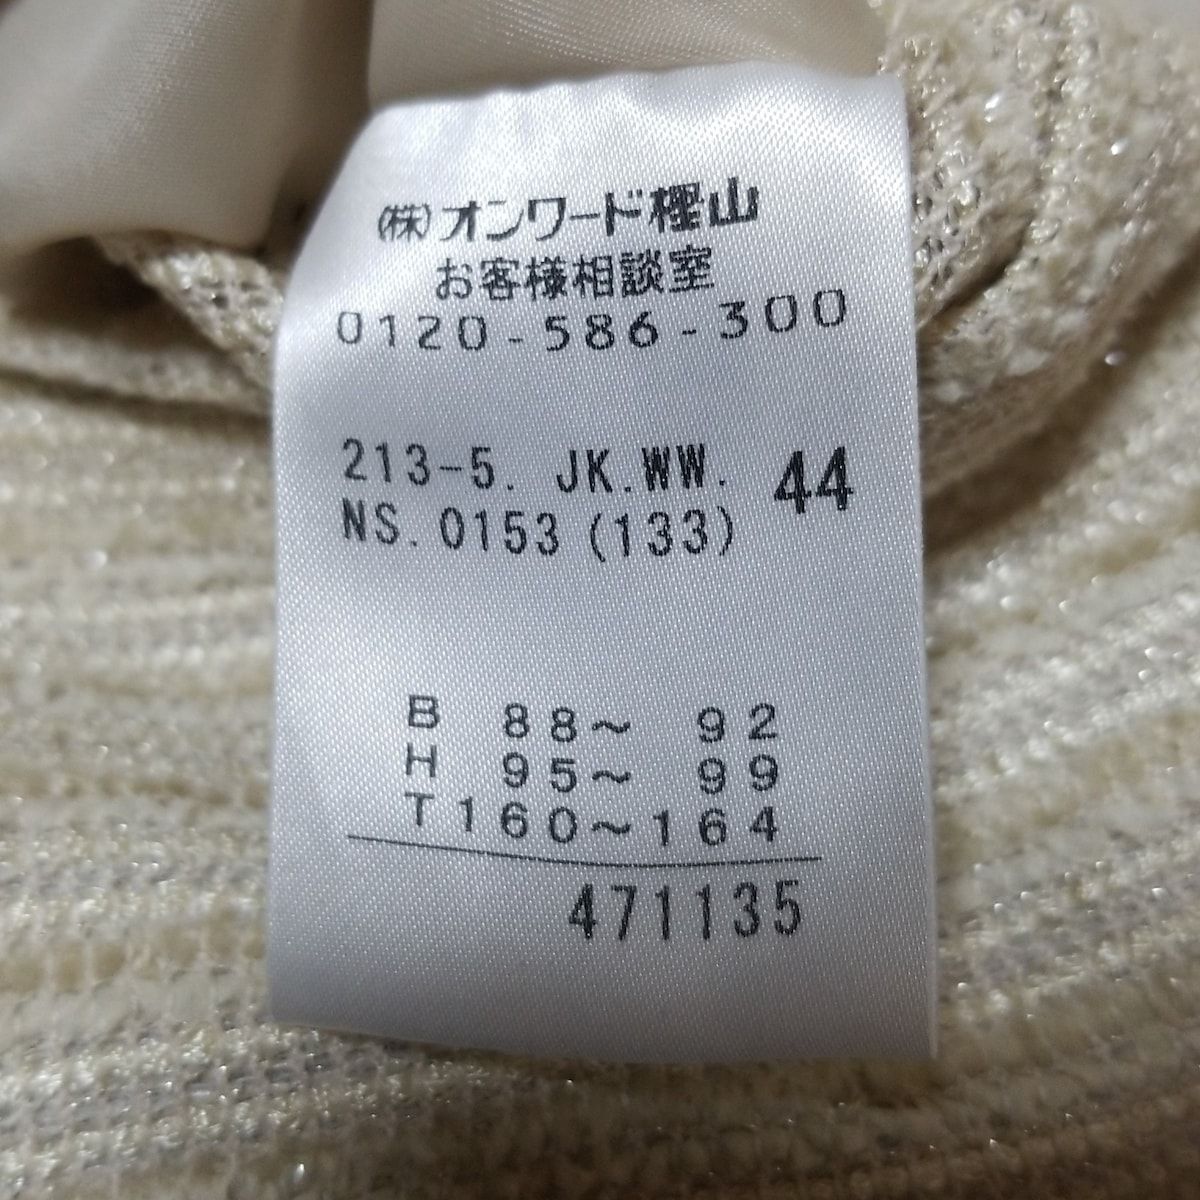 (株)オンワード樫山
お客様相談室
0120-586-300
213-5. JK.WW. 44
NS.0153(133)
B 88～ 92
H 95～ 99
T160～164
471135